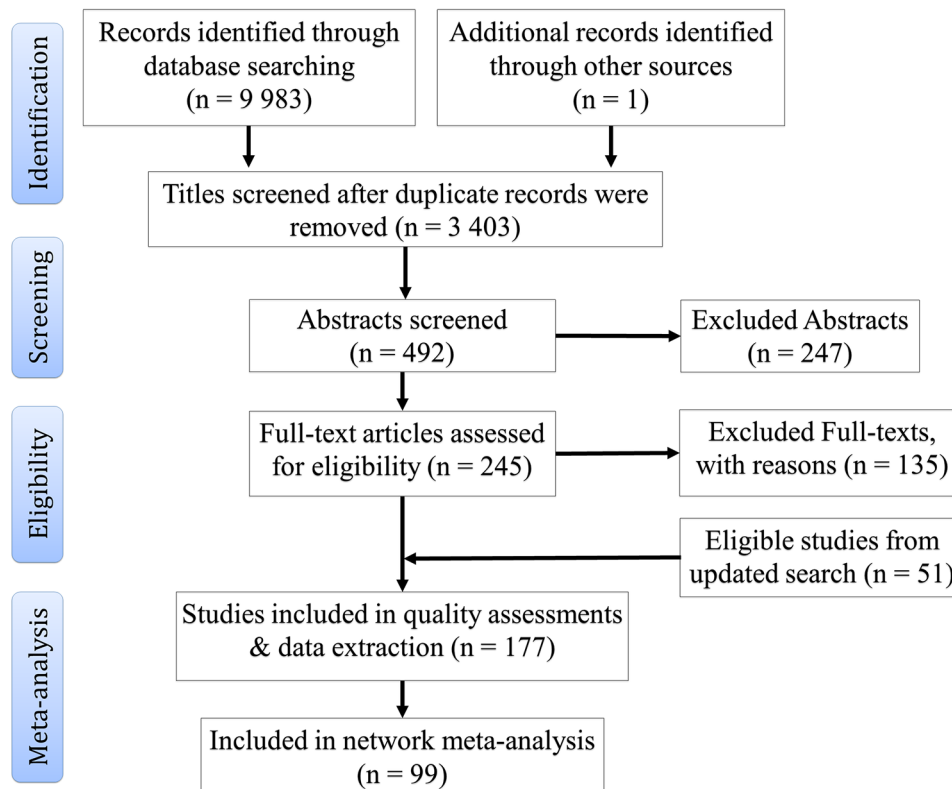 Identification
Records identified through
database searching
(n = 9 983)
Additional records identified
through other sources
(n = 1)
Titles screened after duplicate records were
removed (n = 3 403)
Screening
Abstracts screened
(n = 492)
Excluded Abstracts
(n = 247)
Eligibility
Full-text articles assessed
for eligibility (n = 245)
Excluded Full-texts,
with reasons (n = 135)
Eligible studies from
updated search (n = 51)
Meta-analysis
Studies included in quality assessments
& data extraction (n = 177)
Included in network meta-analysis
(n = 99)